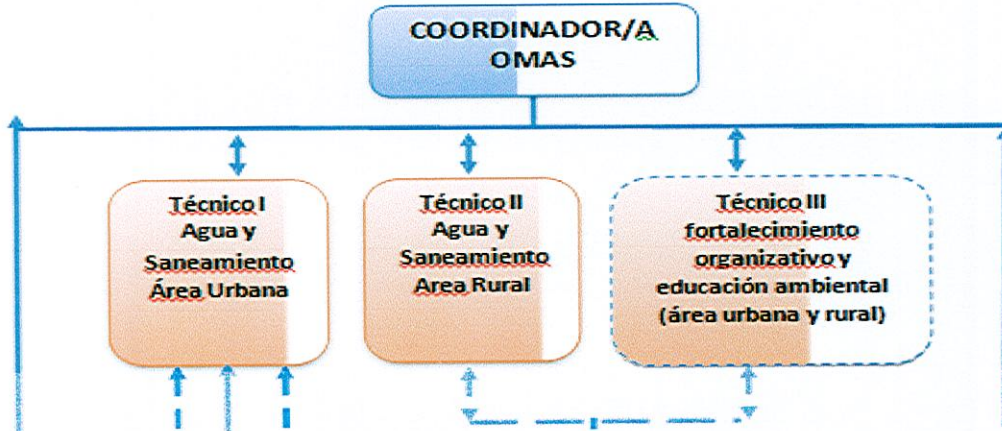 COORDINADOR/A
OMAS
Técnico I
Agua y
Saneamiento
Área Urbana
Técnico II
Agua y
Saneamiento
Area Rural
Técnico III
fortalecimiento
organizativo y
educación ambiental
(área urbana y rural)